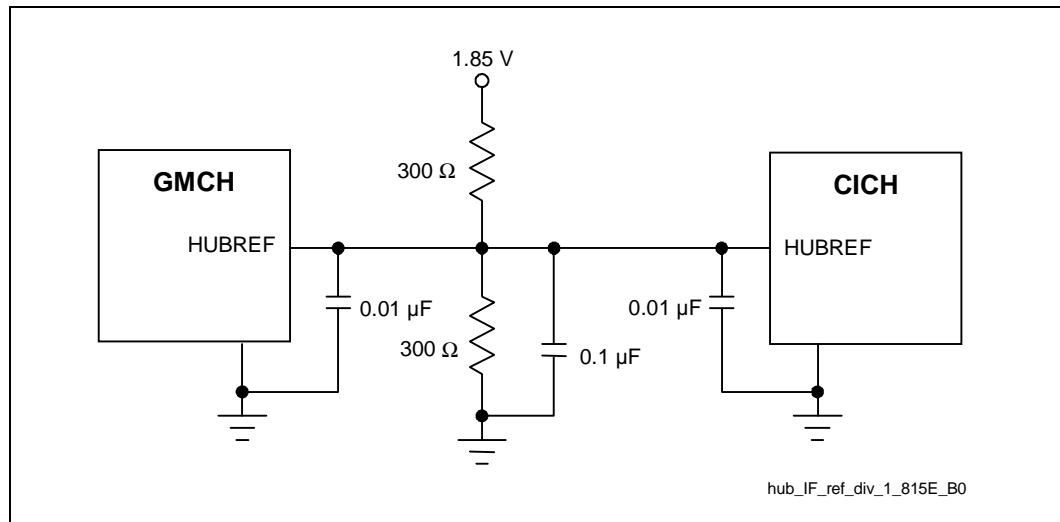 1.85 V
300 Ω
GMCH
CICH
HUBREF
HUBREF
0.01 µF
0.01 µF
300 Ω
0.1 µF
hub_IF_ref_div_1_815E_B0